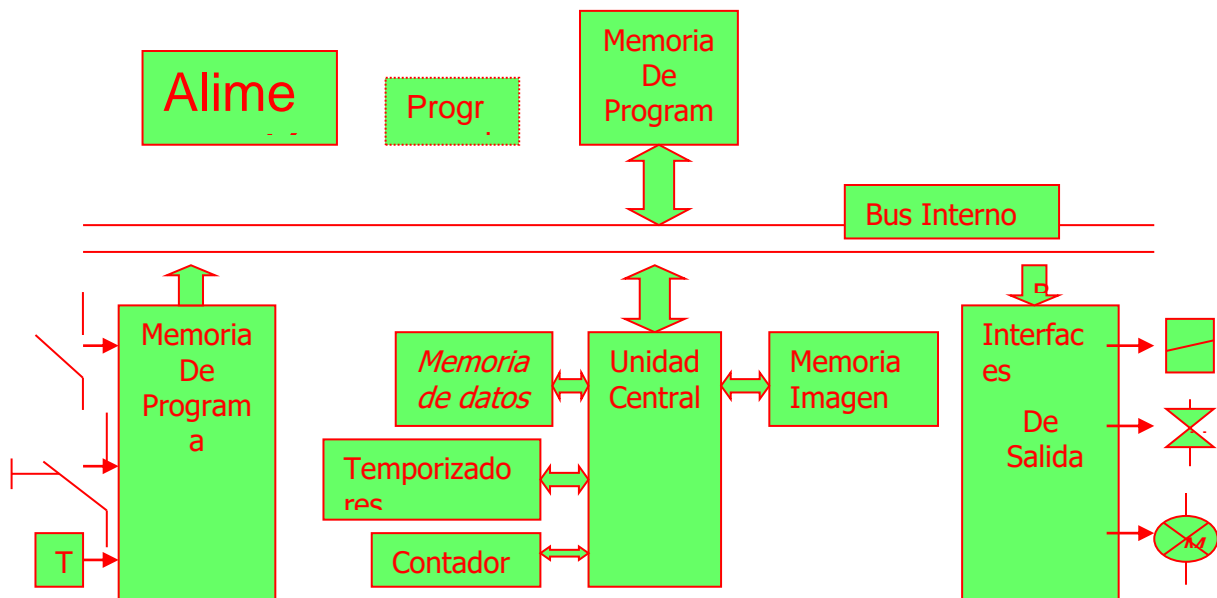 Alime
Progr
Memoria
De
Program
Bus Interno
Memoria
De
Program
a
Memoria
de datos
Unidad
Central
Memoria
Imagen
Interfac
es
De
Salida
Temporizado
res
Contador
T
M